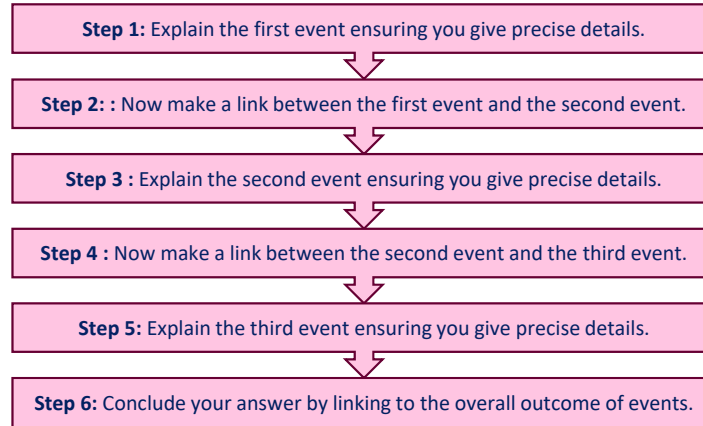 Step 1: Explain the first event ensuring you give precise details.
Step 2: : Now make a link between the first event and the second event.
Step 3 : Explain the second event ensuring you give precise details.
Step 4 : Now make a link between the second event and the third event.
Step 5: Explain the third event ensuring you give precise details.
Step 6: Conclude your answer by linking to the overall outcome of events.